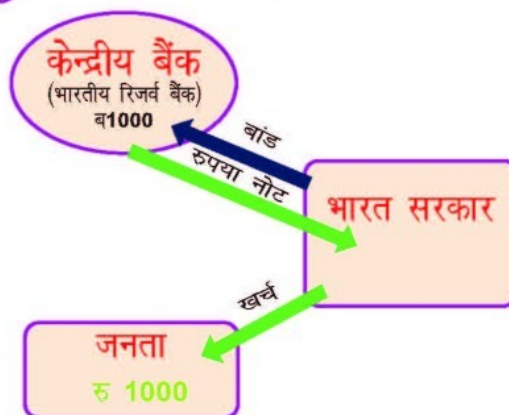 केन्द्रीय बैंक
(भारतीय रिजर्व बैंक)
ब1000
बांड
रुपया नोट
भारत सरकार
खर्च
जनता
रु 1000